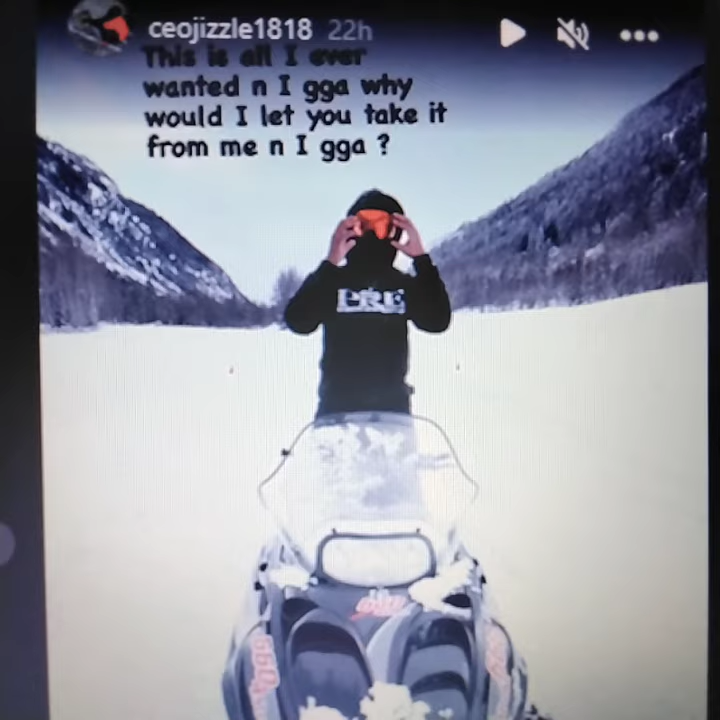 ceojizzle1818 22h
This is all I ever
wanted n I gga why
would I let you take it
from me n I gga ?